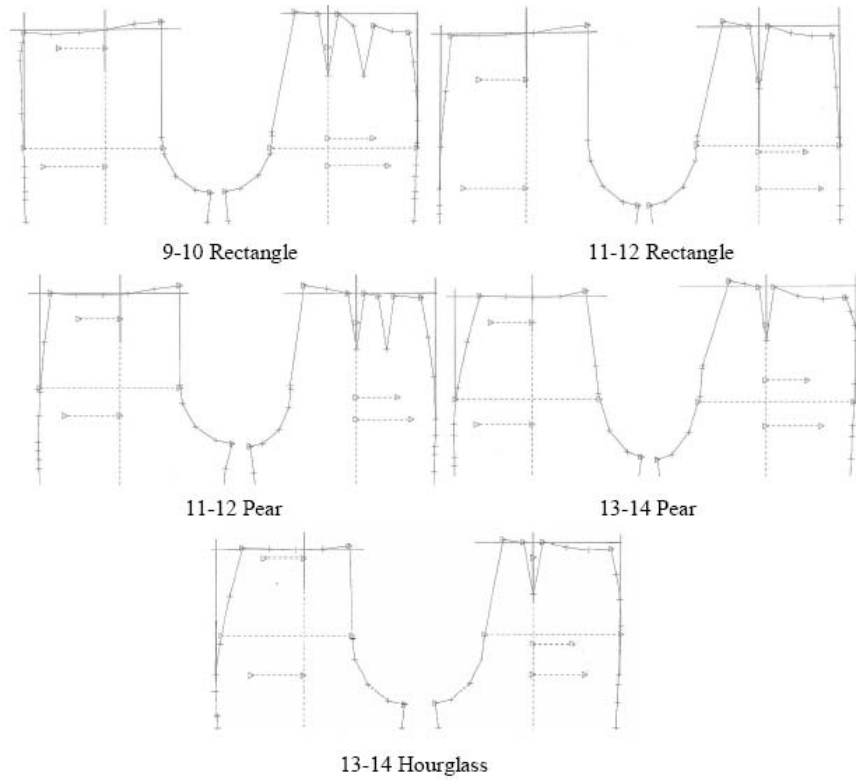 9-10 Rectangle
11-12 Rectangle
11-12 Pear
13-14 Pear
13-14 Hourglass